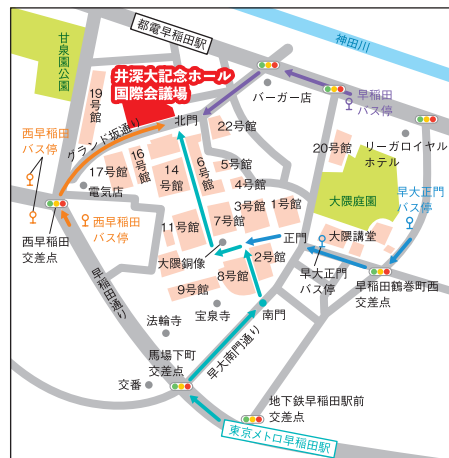 都電早稲田駅
神田川
甘泉園公園
井深大記念ホール
国際会議場
19号館
北門
バーガー店
早稲田
バス停
西早稲田
バス停
グランド坂通り
22号館
20号館
リーガロイヤル
ホテル
17号館
16号館
14号館
6号館
5号館
4号館
3号館
1号館
電気店
大隈庭園
早大正門
バス停
西早稲田
交差点
西早稲田
バス停
11号館
7号館
正門
大隈講堂
大隈銅像
2号館
早大正門
バス停
早稲田鶴巻町西
交差点
8号館
9号館
早稲田通り
法輪寺
宝泉寺
南門
馬場下町
交差点
早大南門通り
交番
地下鉄早稲田駅前
交差点
東京メトロ早稲田駅